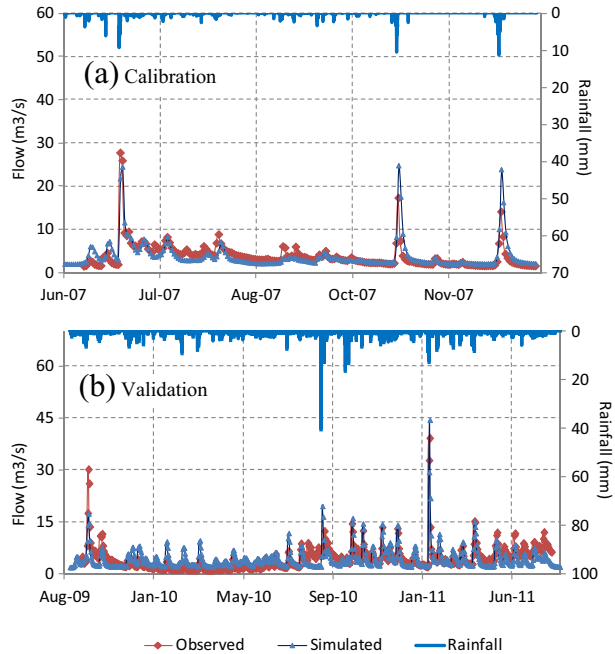 60
50
40
30
20
10
0
Flow (m3/s)
(a) Calibration
0
10
20
30
40
50
60
70
Rainfall (mm)
Jun-07 Jul-07 Aug-07 Oct-07 Nov-07
60
45
30
15
0
Flow (m3/s)
(b) Validation
0
20
40
60
80
100
Rainfall (mm)
Aug-09 Jan-10 May-10 Sep-10 Jan-11 Jun-11
Observed Simulated Rainfall